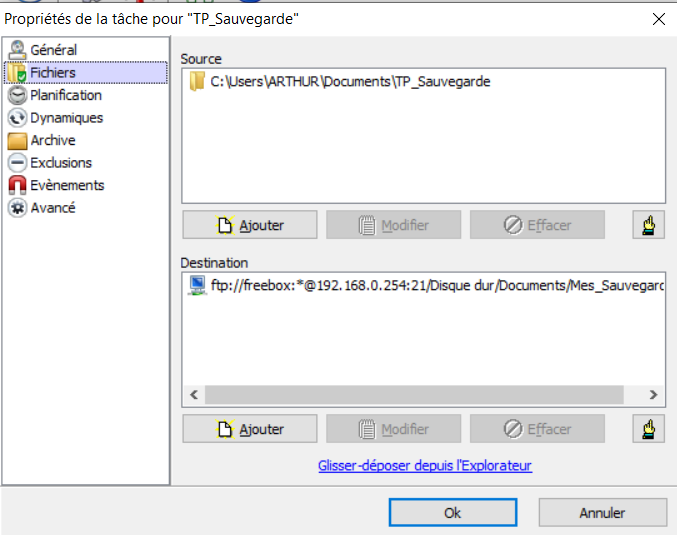 Propriétés de la tâche pour "TP_Sauvegarde"
Général
Fichiers
Planification
Dynamiques
Archive
Exclusions
Evènements
Avancé
Source
C:\Users\ARTHUR\Documents\TP_Sauvegarde
Ajouter
Modifier
Effacer
Destination
ftp://freebox:*@192.168.0.254:21/Disque dur/Documents/Mes_Sauvegard
Ajouter
Modifier
Effacer
Glisser-déposer depuis l'Explorateur
Ok
Annuler